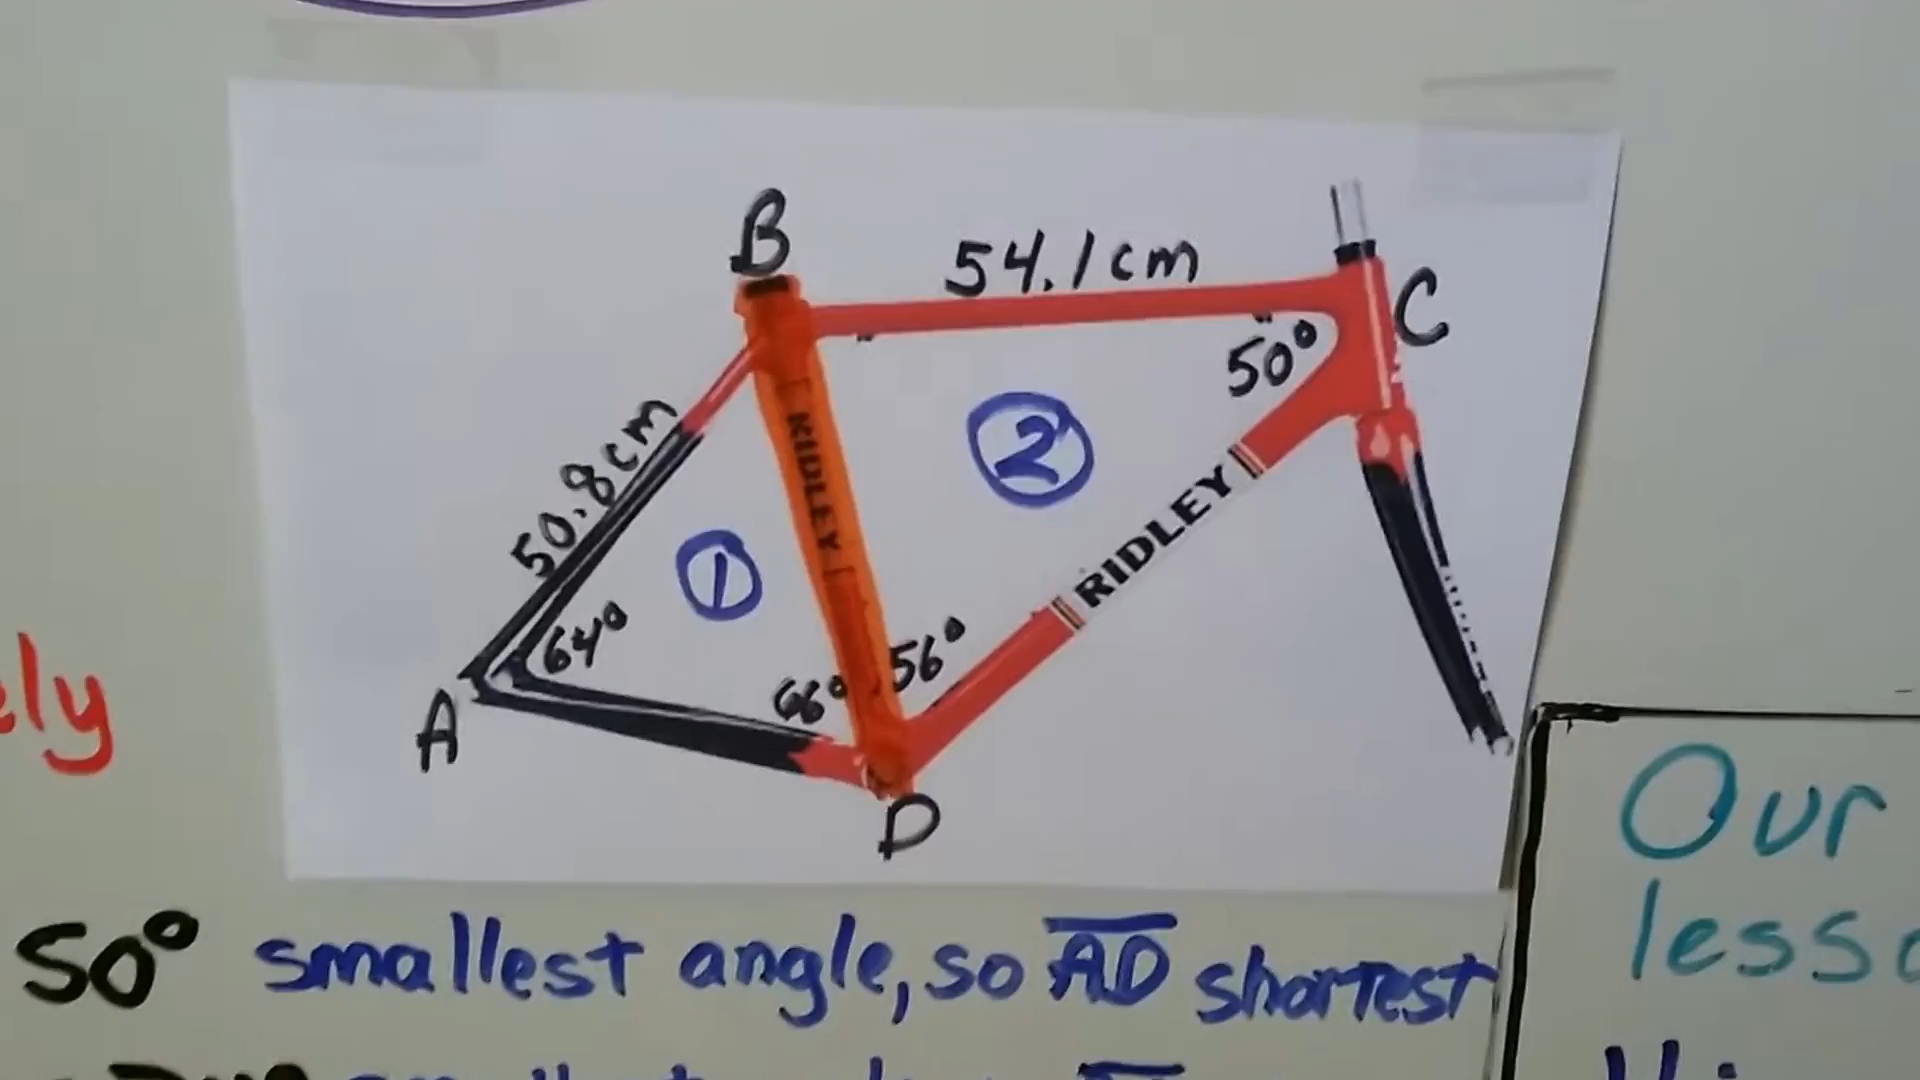 B
54.1cm
C
50°
50.8cm
RIDLEY
2
RIDLEY
1
64°
66°
56°
A
D
ely
Our
lesso
50° smallest angle, so AD shortest